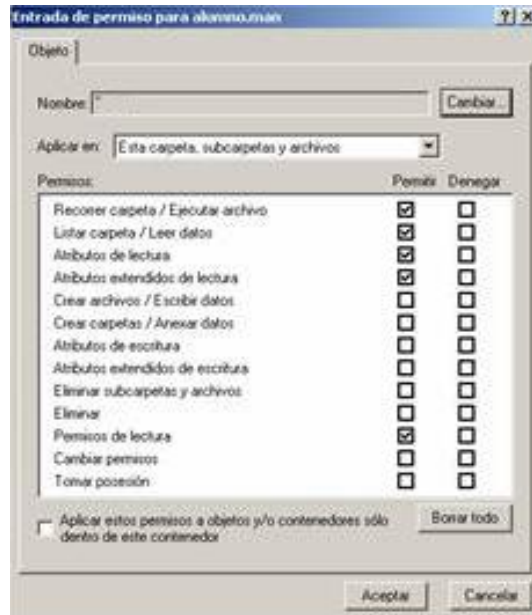 Entrada de permiso para alumno.man
Objeto
Nombre:
Cambiar...
Aplicar en: Esta carpeta, subcarpetas y archivos
Permisos: Permitir Denegar
Recorrer carpeta / Ejecutar archivo
Listar carpeta / Leer datos
Atributos de lectura
Atributos extendidos de lectura
Crear archivos / Escribir datos
Crear carpetas / Anexar datos
Atributos de escritura
Atributos extendidos de escritura
Eliminar subcarpetas y archivos
Eliminar
Permisos de lectura
Cambiar permisos
Tomar posesión
Aplicar estos permisos a objetos y/o contenedores sólo
dentro de este contenedor
Borrar todo
Aceptar Cancelar